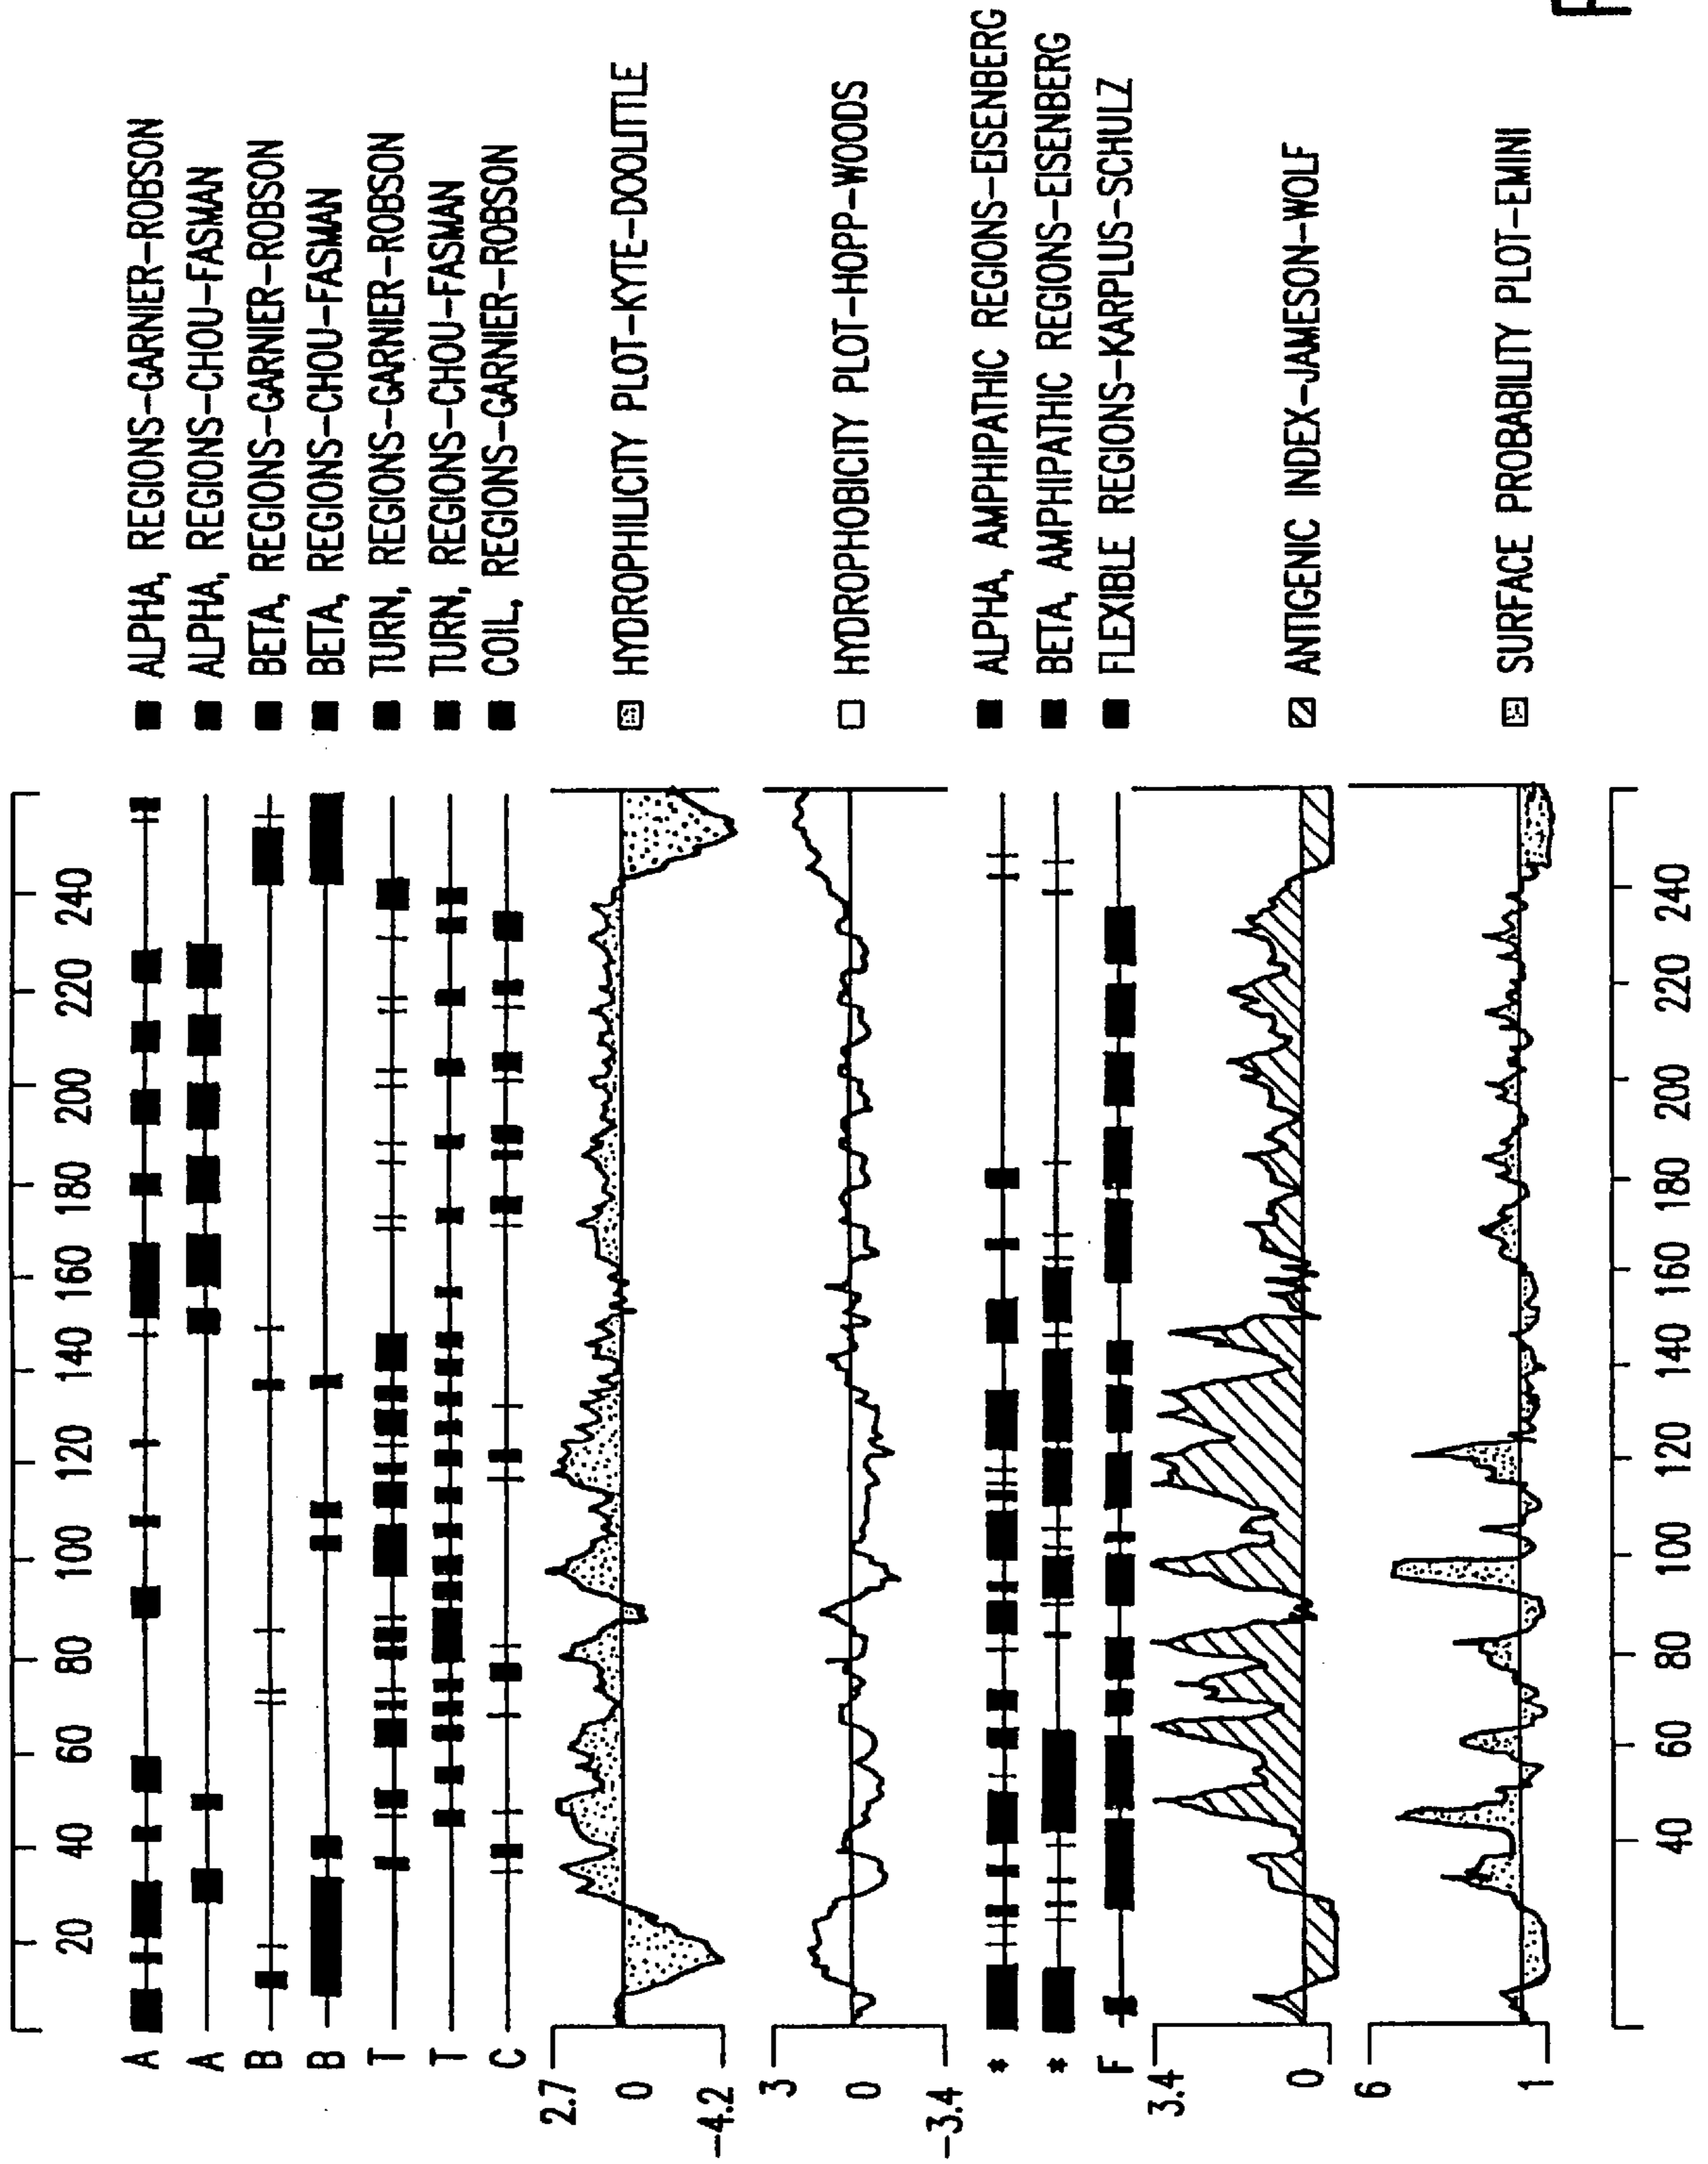 20 40 60 80 100 120 140 160 180 200 220 240
A ALPHA, REGIONS-GARNIER-ROBSON
A ALPHA, REGIONS-CHOU-FASMAN
B BETA, REGIONS-GARNIER-ROBSON
B BETA, REGIONS-CHOU-FASMAN
T TURN, REGIONS-GARNIER-ROBSON
T TURN, REGIONS-CHOU-FASMAN
C COIL, REGIONS-GARNIER-ROBSON
2.7
0 HYDROPHILICITY PLOT-KYTE-DOOLITTLE
-4.2
3
0 HYDROPHOBICITY PLOT-HOPP-WOODS
-3.4
* ALPHA, AMPHIPATHIC REGIONS-EISENBERG
* BETA, AMPHIPATHIC REGIONS-EISENBERG
F FLEXIBLE REGIONS-KARPLUS-SCHULZ
3.4
0 ANTIGENIC INDEX-JAMESON-WOLF
6
1 SURFACE PROBABILITY PLOT-EMINI
40 60 80 100 120 140 160 180 200 220 240